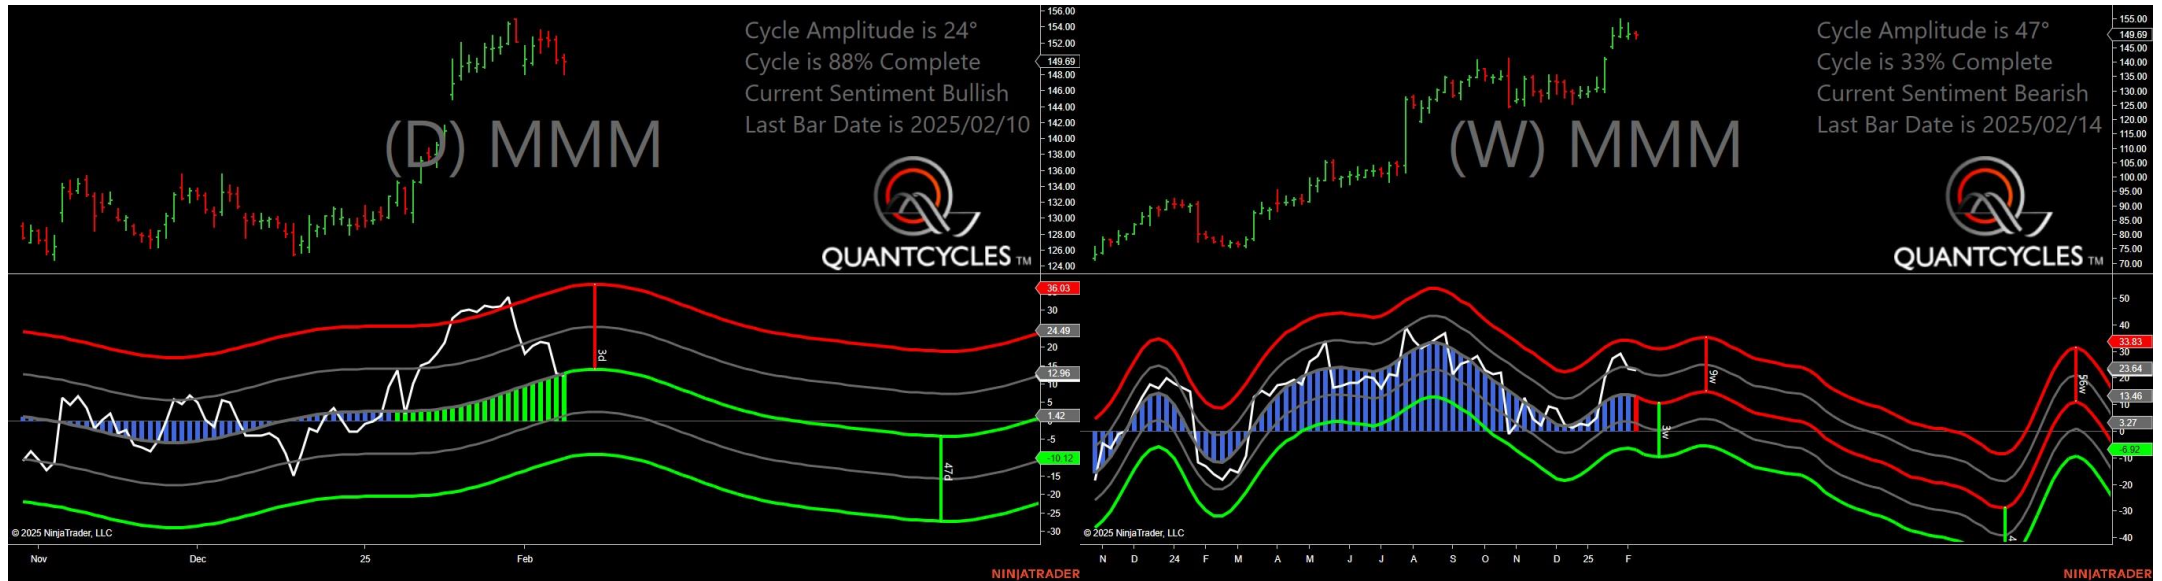 Cycle Amplitude is 24°
Cycle is 88% Complete
Current Sentiment Bullish
Last Bar Date is 2025/02/10
(D) MMM
QUANTCYCLES TM
156.00
154.00
152.00
149.69
148.00
146.00
144.00
142.00
140.00
138.00
136.00
134.00
132.00
130.00
128.00
126.00
124.00
36.03
30
24.49
20
12.96
10
5
1.42
-5
-10.12
-15
-20
-25
-30
3d
47d
© 2025 NinjaTrader, LLC
Nov Dec 25 Feb
NINJATRADER
Cycle Amplitude is 47°
Cycle is 33% Complete
Current Sentiment Bearish
Last Bar Date is 2025/02/14
(W) MMM
QUANTCYCLES TM
155.00
149.69
145.00
140.00
135.00
130.00
125.00
120.00
115.00
110.00
105.00
100.00
95.00
90.00
85.00
80.00
75.00
70.00
50
40
33.83
30
23.64
20
13.46
10
3.27
0
-6.92
-10
-20
-30
-40
3w
9w
56w
4
© 2025 NinjaTrader, LLC
N D 24 F M A M J J A S O N D 25 F
NINJATRADER